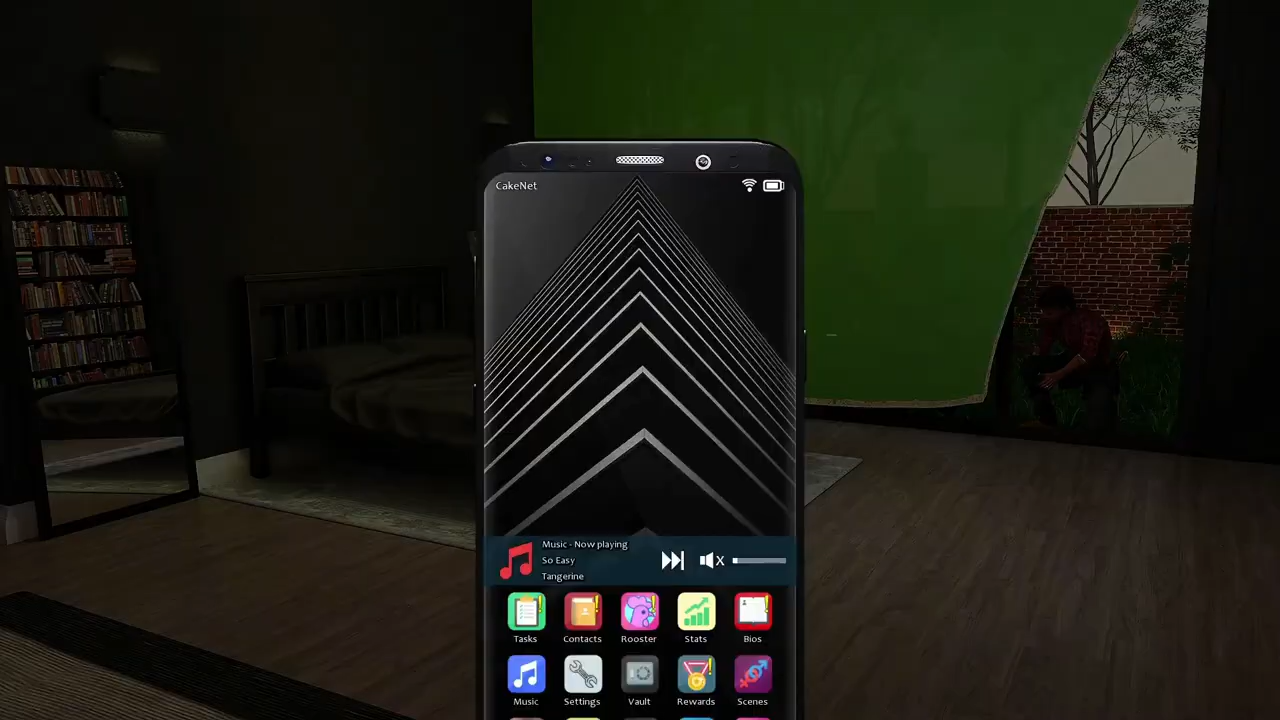 CakeNet
Music - Now playing
So Easy
Tangerine
Tasks
Contacts
Rooster
Stats
Bios
Music
Settings
Vault
Rewards
Scenes